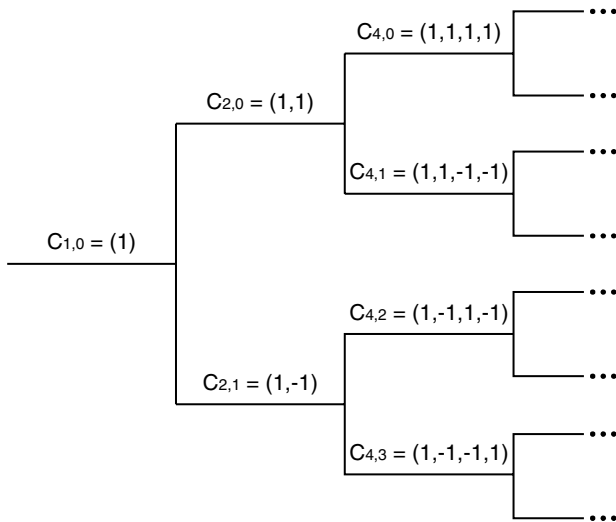 C4,0 = (1,1,1,1)
C2,0 = (1,1)
C4,1 = (1,1,-1,-1)
C1,0 = (1)
C4,2 = (1,-1,1,-1)
C2,1 = (1,-1)
C4,3 = (1,-1,-1,1)